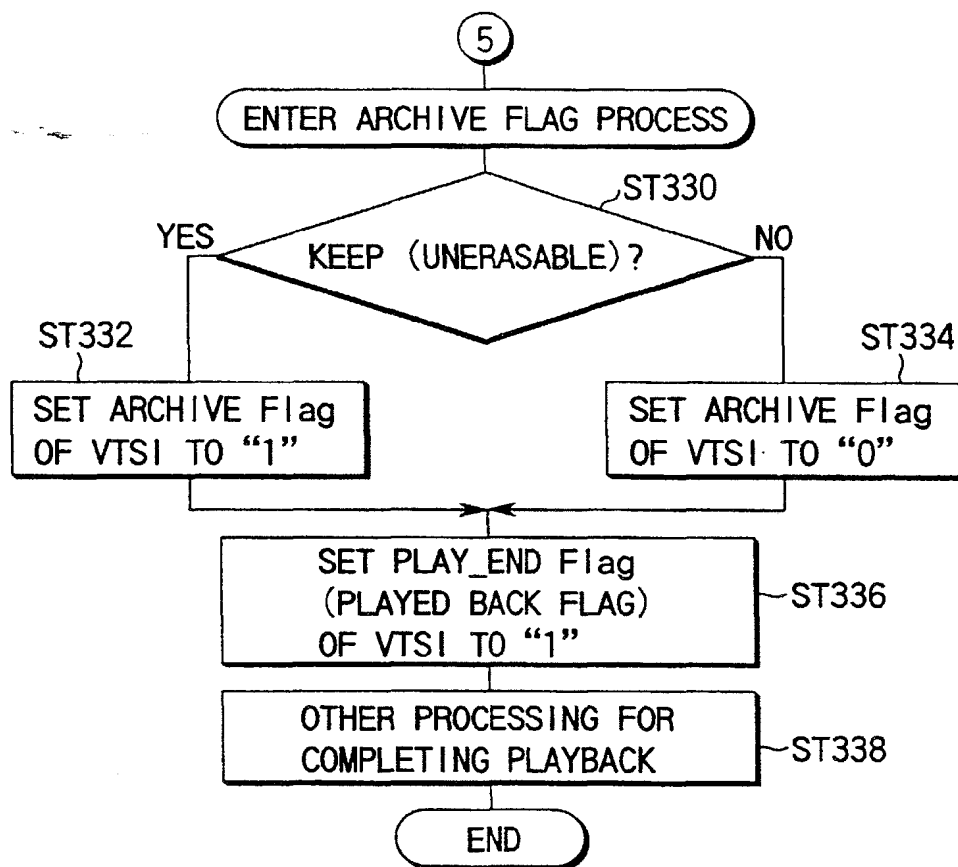 5
ENTER ARCHIVE FLAG PROCESS
ST330
YES
KEEP (UNERASABLE)?
NO
ST332
ST334
SET ARCHIVE Flag
OF VTSI TO “1”
SET ARCHIVE Flag
OF VTSI TO “0”
SET PLAY_END Flag
(PLAYED BACK FLAG)
OF VTSI TO “1”
ST336
OTHER PROCESSING FOR
COMPLETING PLAYBACK
ST338
END